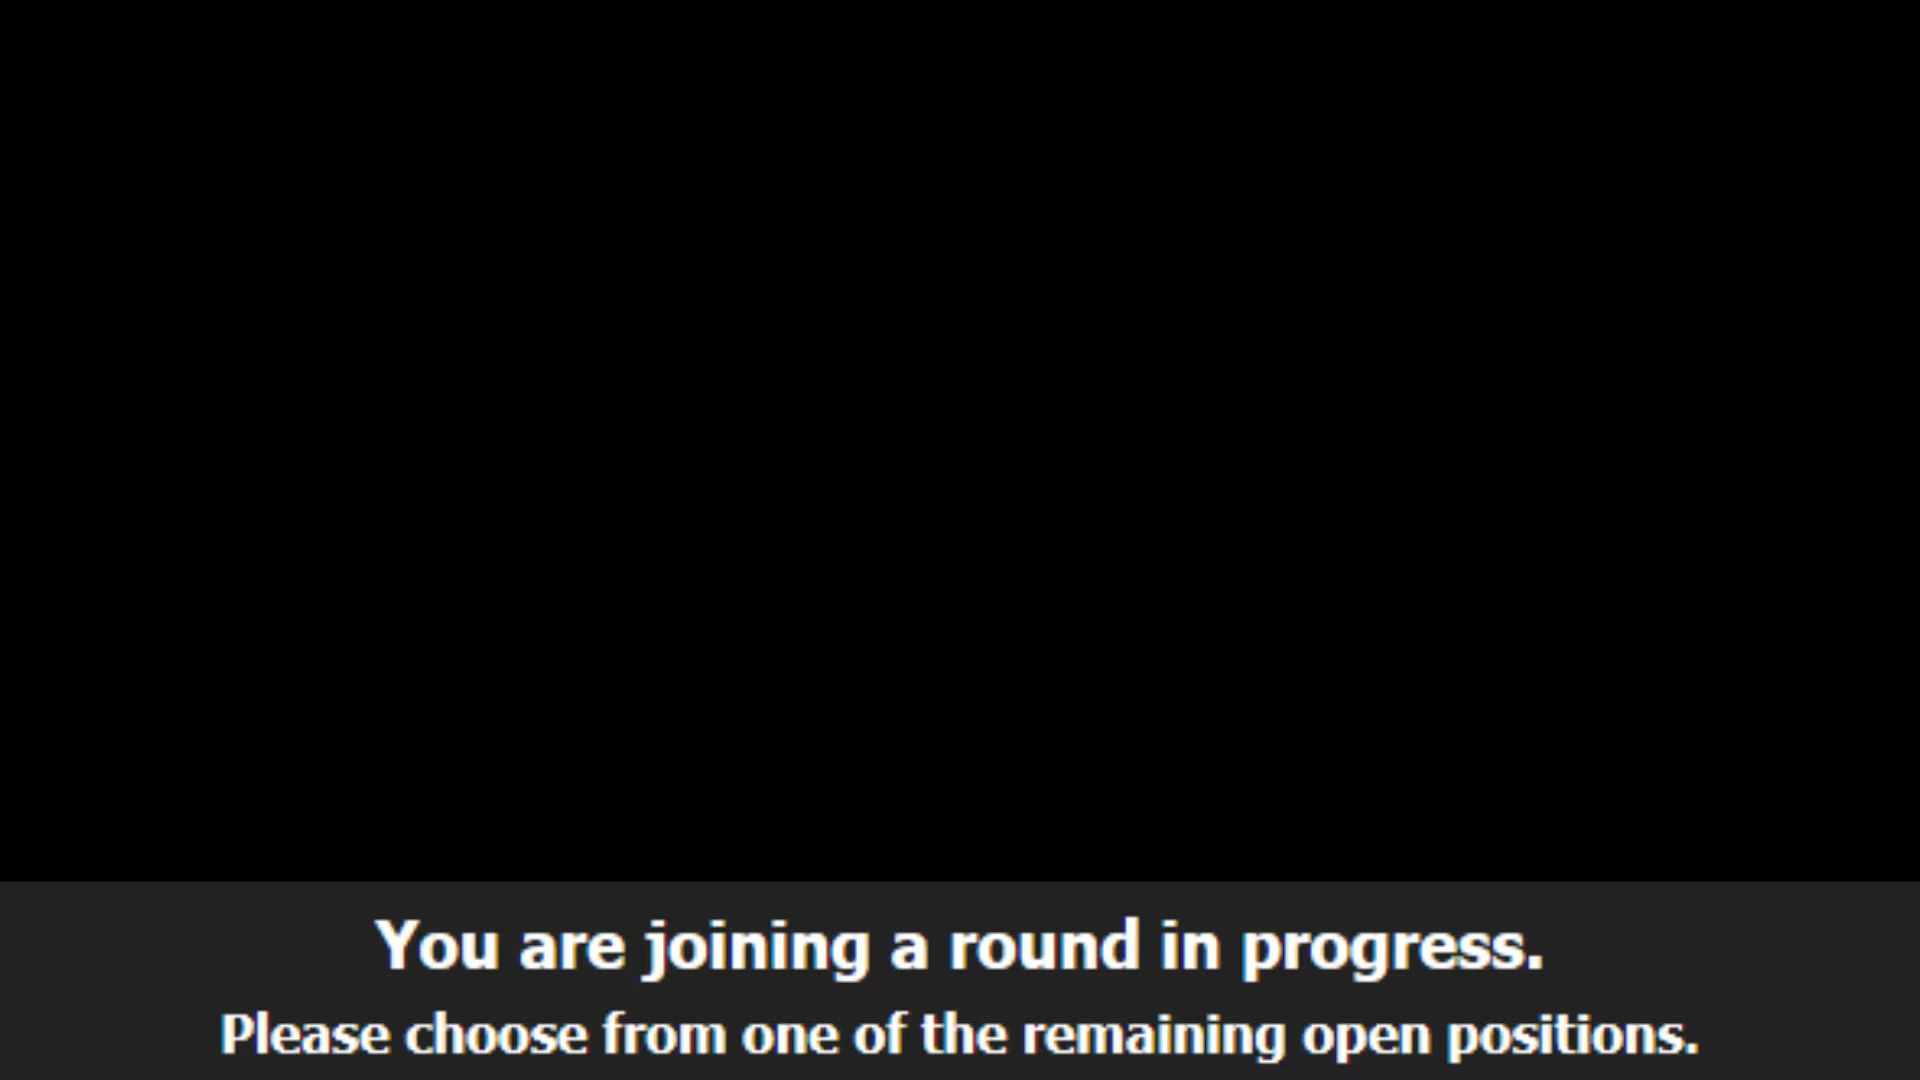 You are joining a round in progress.
Please choose from one of the remaining open positions.